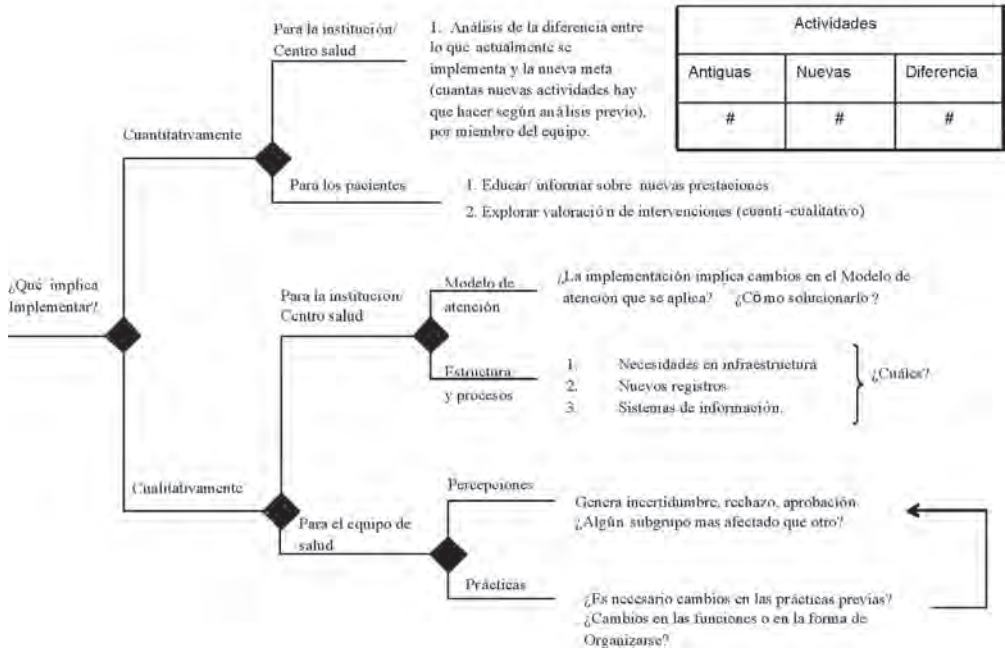 Para la institución/
Centro salud
1. Análisis de la diferencia entre
lo que actualmente se
implementa y la nueva meta
(cuantas nuevas actividades hay
que hacer según análisis previo),
por miembro del equipo.
Actividades
Antiguas Nuevas Diferencia
# # #
Cuantitativamente
Para los pacientes
1. Educar/ informar sobre nuevas prestaciones
2. Explorar valoración de intervenciones (cuanti-cualitativo)
¿Qué implica
Implementar?
Para la institucion/
Centro salud
Modelo de
atención
¿La implementación implica cambios en el Modelo de
atención que se aplica? ¿Cómo solucionarlo?
Estructura
y procesos
1. Necesidades en infraestructura
2. Nuevos registros
3. Sistemas de información.
¿Cuáles?
Cualitativamente
Para el equipo de
salud
Percepciones
Genera incertidumbre, rechazo, aprobación
¿Algún subgrupo mas afectado que otro?
Prácticas
¿Es necesario cambios en las prácticas previas?
¿Cambios en las funciones o en la forma de
Organizarse?